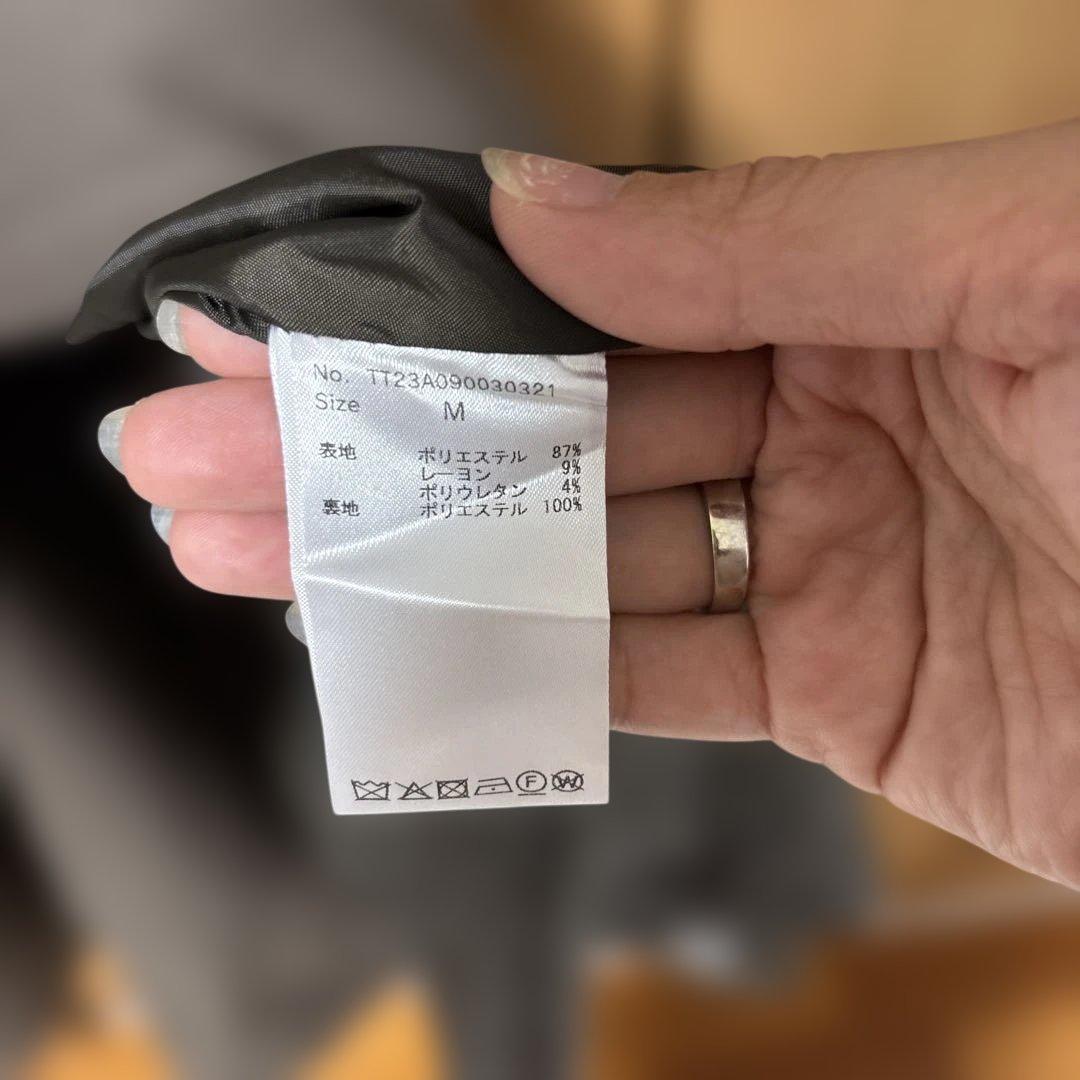 No. TT23A090030321
Size M
表地 ポリエステル 87%
レーヨン 9%
ポリウレタン 4%
裏地 ポリエステル 100%
F W